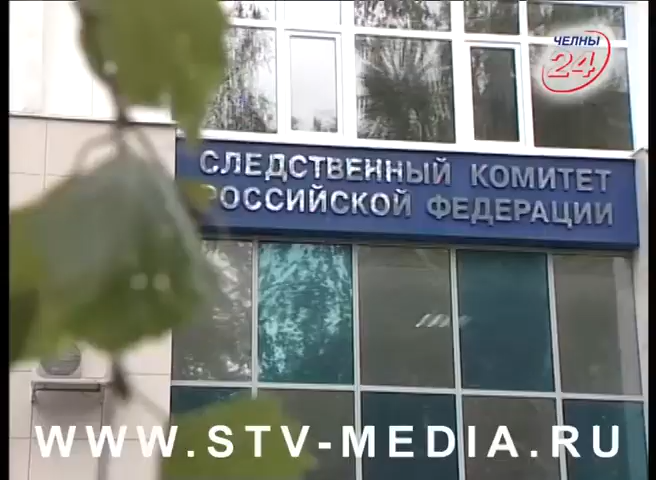 ЧЕЛНЫ
24
СЛЕДСТВЕННЫЙ КОМИТЕТ
РОССИЙСКОЙ ФЕДЕРАЦИИ
WWW.STV-MEDIA.RU